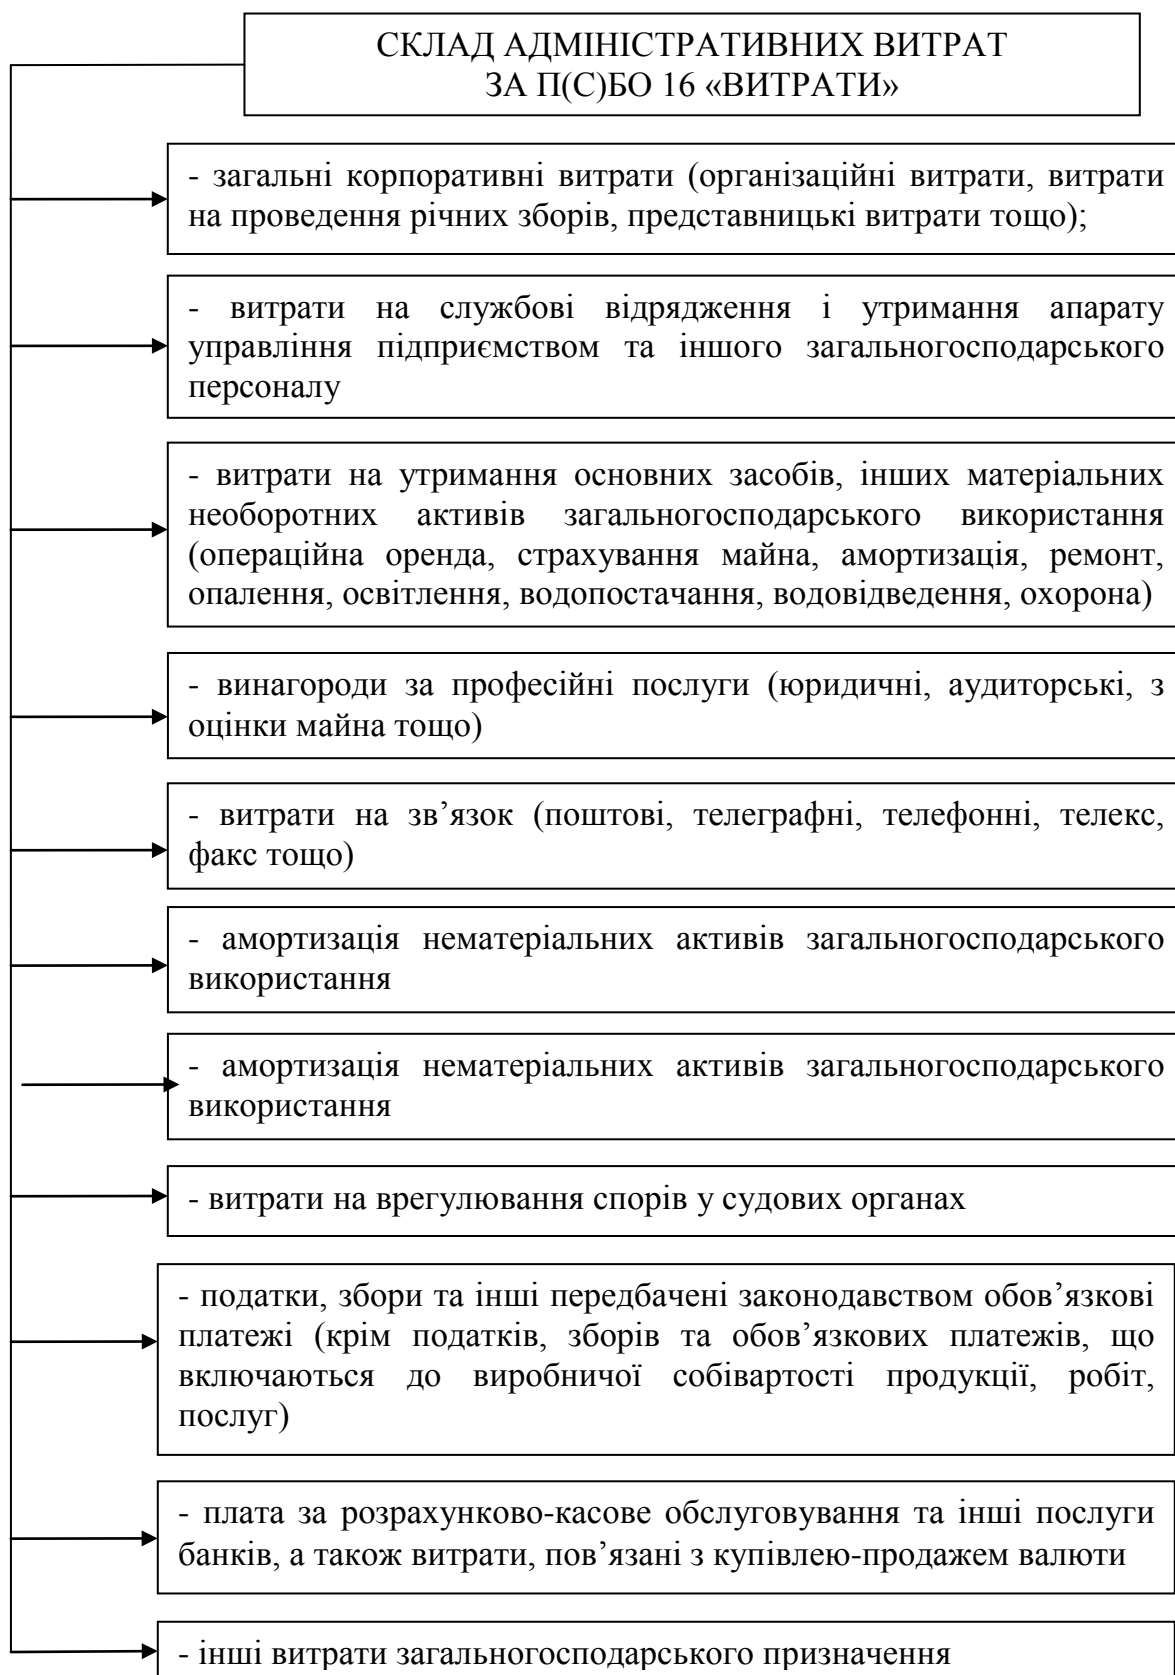 СКЛАД АДМІНІСТРАТИВНИХ ВИТРАТ
ЗА П(С)БО 16 «ВИТРАТИ»
- загальні корпоративні витрати (організаційні витрати, витрати
на проведення річних зборів, представницькі витрати тощо);
- витрати на службові відрядження і утримання апарату
управління підприємством та іншого загальногосподарського
персоналу
- витрати на утримання основних засобів, інших матеріальних
необоротних активів загальногосподарського використання
(операційна оренда, страхування майна, амортизація, ремонт,
опалення, освітлення, водопостачання, водовідведення, охорона)
- винагороди за професійні послуги (юридичні, аудиторські, з
оцінки майна тощо)
- витрати на зв’язок (поштові, телеграфні, телефонні, телекс,
факс тощо)
- амортизація нематеріальних активів загальногосподарського
використання
- амортизація нематеріальних активів загальногосподарського
використання
- витрати на врегулювання спорів у судових органах
- податки, збори та інші передбачені законодавством обов’язкові
платежі (крім податків, зборів та обов’язкових платежів, що
включаються до виробничої собівартості продукції, робіт,
послуг)
- плата за розрахунково-касове обслуговування та інші послуги
банків, а також витрати, пов’язані з купівлею-продажем валюти
- інші витрати загальногосподарського призначення